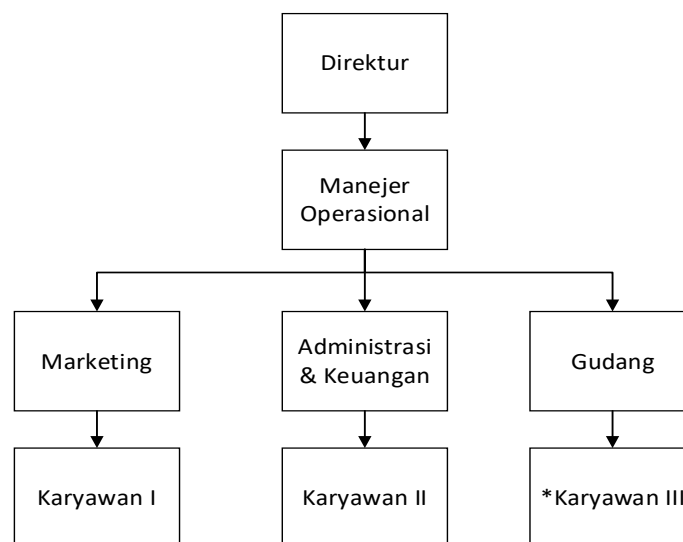 Direktur
Manejer
Operasional
Marketing
Administrasi
& Keuangan
Gudang
Karyawan I
Karyawan II
*Karyawan III